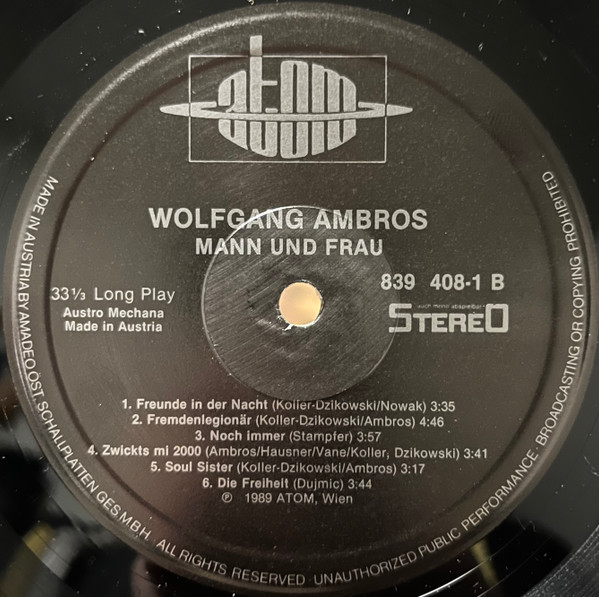 atom
WOLFGANG AMBROS
MANN UND FRAU
33⅓ Long Play
Austro Mechana
Made in Austria
839 408-1 B
auch mono abspielbar
STEREO
1. Freunde in der Nacht (Koller-Dzikowski/Nowak) 3:35
2. Fremdenlegionär (Koller-Dzikowski/Ambros) 4:46
3. Noch immer (Stampfer) 3:57
4. Zwickts mi 2000 (Ambros/Hausner/Vane/Koller, Dzikowski) 3:41
5. Soul Sister (Koller-Dzikowski/Ambros) 3:17
6. Die Freiheit (Dujmic) 3:44
℗ 1989 ATOM, Wien
MADE IN AUSTRIA BY AMADEO ÖST. SCHALLPLATTEN GES.M.B.H. ALL RIGHTS RESERVED UNAUTHORIZED PUBLIC PERFORMANCE · BROADCASTING OR COPYING PROHIBITED